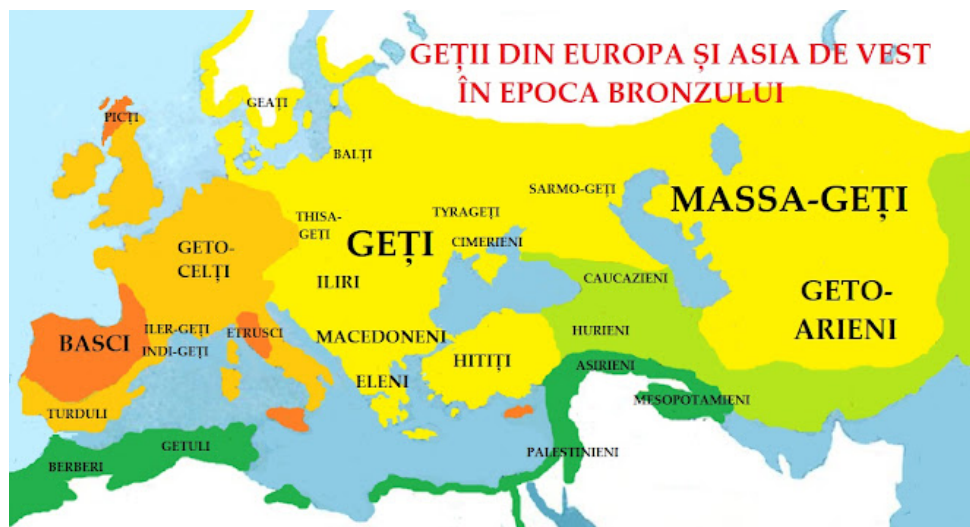 GEȚII DIN EUROPA ȘI ASIA DE VEST
ÎN EPOCA BRONZULUI
PICȚI
GEAȚI
BALȚI
SARMO-GEȚI
MASSA-GEȚI
THISA-
GEȚI
TYRAGEȚI
GEȚI
CIMERIENI
GETO-
CELȚI
ILIRI
CAUCAZIENI
GETO-
ARIENI
ILER-GEȚI
ETRUSCI
BASCI
INDI-GEȚI
MACEDONENI
HURIENI
HITIȚI
ASIRIENI
ELENI
MESOPOTAMIENI
TURDULI
GETULI
PALESTINIENI
BERBERI